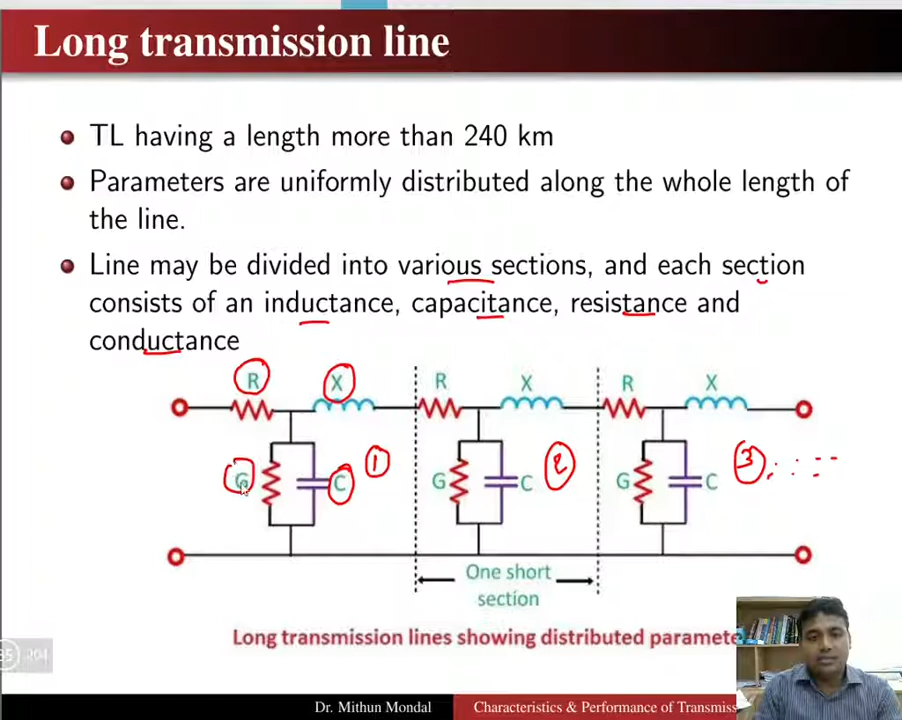 Long transmission line
TL having a length more than 240 km
Parameters are uniformly distributed along the whole length of
the line.
Line may be divided into various sections, and each section
consists of an inductance, capacitance, resistance and
conductance
R X R X R X
1 2 3
G C G C G C
One short
section
Long transmission lines showing distributed paramete
35 204
Dr. Mithun Mondal Characteristics & Performance of Transmiss